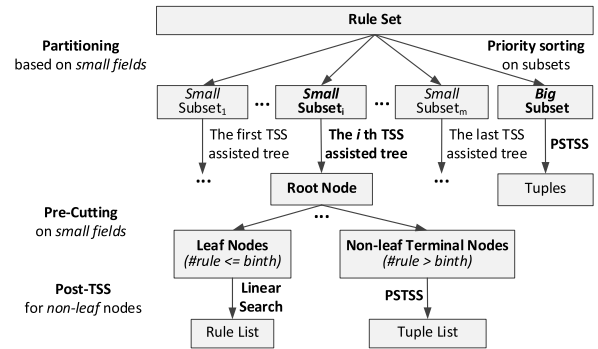 Rule Set
Partitioning
based on small fields
Priority sorting
on subsets
Small
Subset1
...
Small
Subseti
...
Small
Subsetm
Big
Subset
The first TSS
assisted tree
The i th TSS
assisted tree
The last TSS
assisted tree
PSTSS
...
...
Root Node
Tuples
Pre-Cutting
on small fields
...
Leaf Nodes
(#rule <= binth)
Non-leaf Terminal Nodes
(#rule > binth)
Post-TSS
for non-leaf nodes
Linear
Search
PSTSS
Rule List
Tuple List